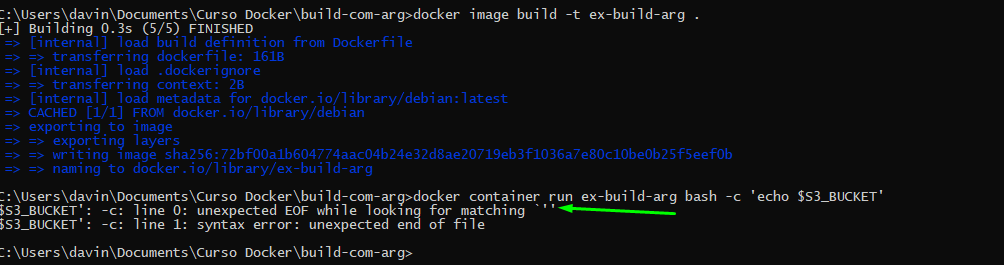 C:\Users\davin\Documents\Curso Docker\build-com-arg>docker image build -t ex-build-arg .
[+] Building 0.3s (5/5) FINISHED
=> [internal] load build definition from Dockerfile
=> => transferring dockerfile: 161B
=> [internal] load .dockerignore
=> => transferring context: 2B
=> [internal] load metadata for docker.io/library/debian:latest
=> CACHED [1/1] FROM docker.io/library/debian
=> exporting to image
=> => exporting layers
=> => writing image sha256:72bf00a1b604774aac04b24e32d8ae20719eb3f1036a7e80c10be0b25f5eef0b
=> => naming to docker.io/library/ex-build-arg
C:\Users\davin\Documents\Curso Docker\build-com-arg>docker container run ex-build-arg bash -c 'echo $S3_BUCKET'
$S3_BUCKET': -c: line 0: unexpected EOF while looking for matching `''
$S3_BUCKET': -c: line 1: syntax error: unexpected end of file
C:\Users\davin\Documents\Curso Docker\build-com-arg>